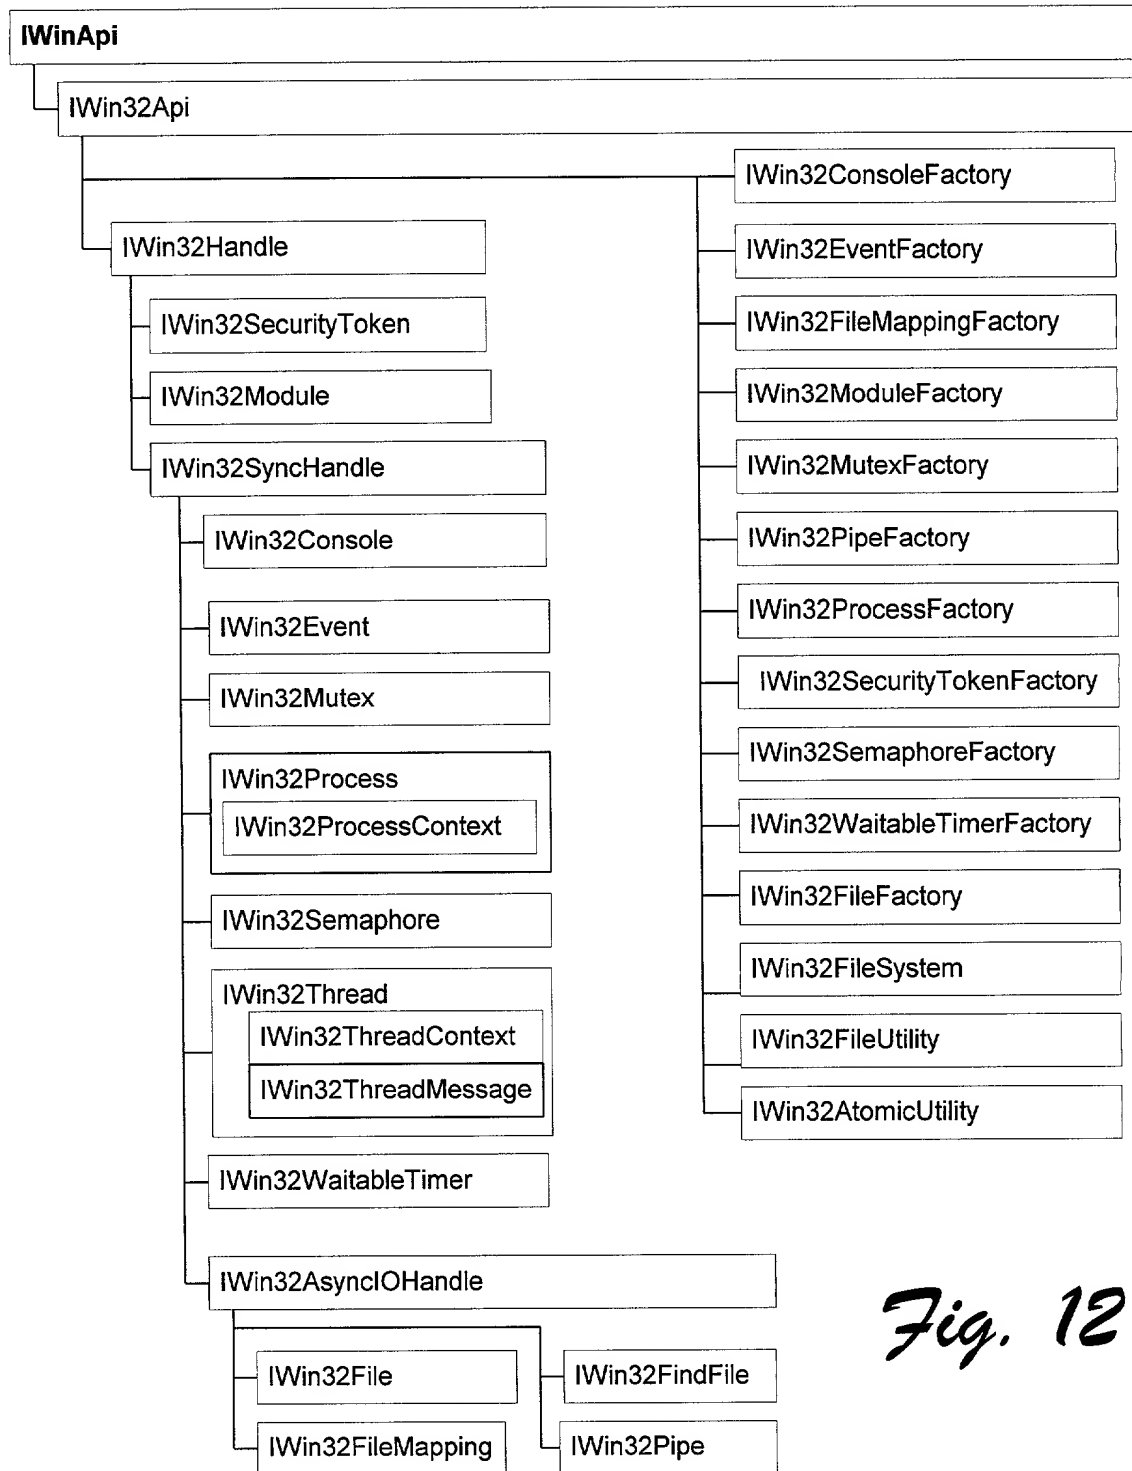 IWinApi
IWin32Api
IWin32Handle
IWin32SecurityToken
IWin32Module
IWin32SyncHandle
IWin32Console
IWin32Event
IWin32Mutex
IWin32Process
IWin32ProcessContext
IWin32Semaphore
IWin32Thread
IWin32ThreadContext
IWin32ThreadMessage
IWin32WaitableTimer
IWin32AsyncIOHandle
IWin32File
IWin32FileMapping
IWin32FindFile
IWin32Pipe
IWin32ConsoleFactory
IWin32EventFactory
IWin32FileMappingFactory
IWin32ModuleFactory
IWin32MutexFactory
IWin32PipeFactory
IWin32ProcessFactory
IWin32SecurityTokenFactory
IWin32SemaphoreFactory
IWin32WaitableTimerFactory
IWin32FileFactory
IWin32FileSystem
IWin32FileUtility
IWin32AtomicUtility
Fig. 12